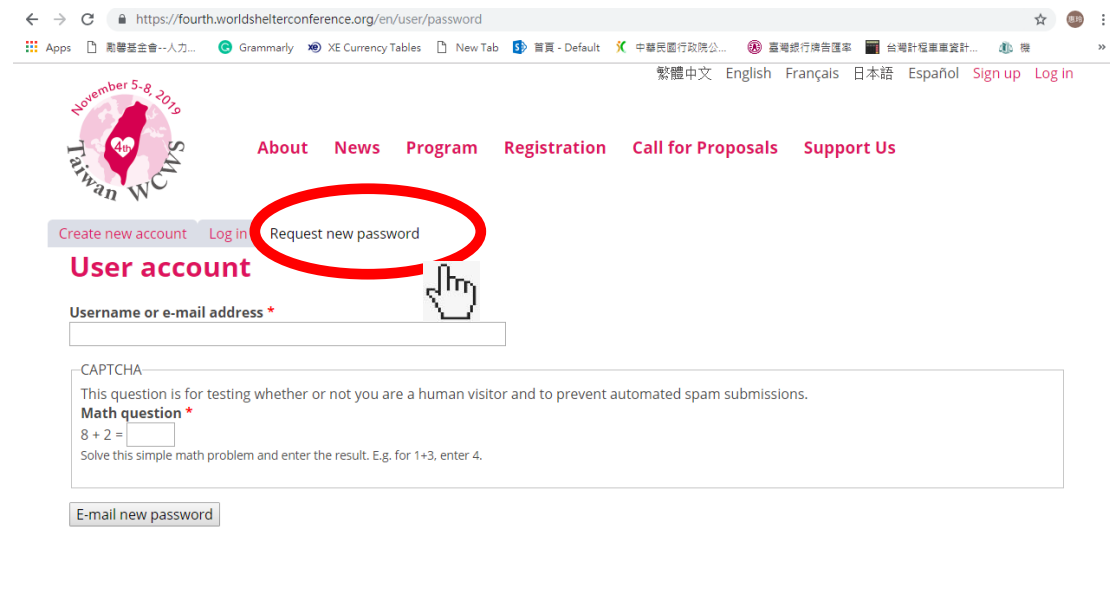 https://fourth.worldshelterconference.org/en/user/password
Apps 勵馨基金會--人力... Grammarly XE Currency Tables New Tab 首頁 - Default 中華民國行政院公... 臺灣銀行牌告匯率 台灣計程車車資計... 機 »
繁體中文 English Français 日本語 Español Sign up Log in
November 5-8, 2019
4th
Taiwan WCWS
About News Program Registration Call for Proposals Support Us
Create new account Log in Request new password
User account
Username or e-mail address *
CAPTCHA
This question is for testing whether or not you are a human visitor and to prevent automated spam submissions.
Math question *
8 + 2 =
Solve this simple math problem and enter the result. E.g. for 1+3, enter 4.
E-mail new password